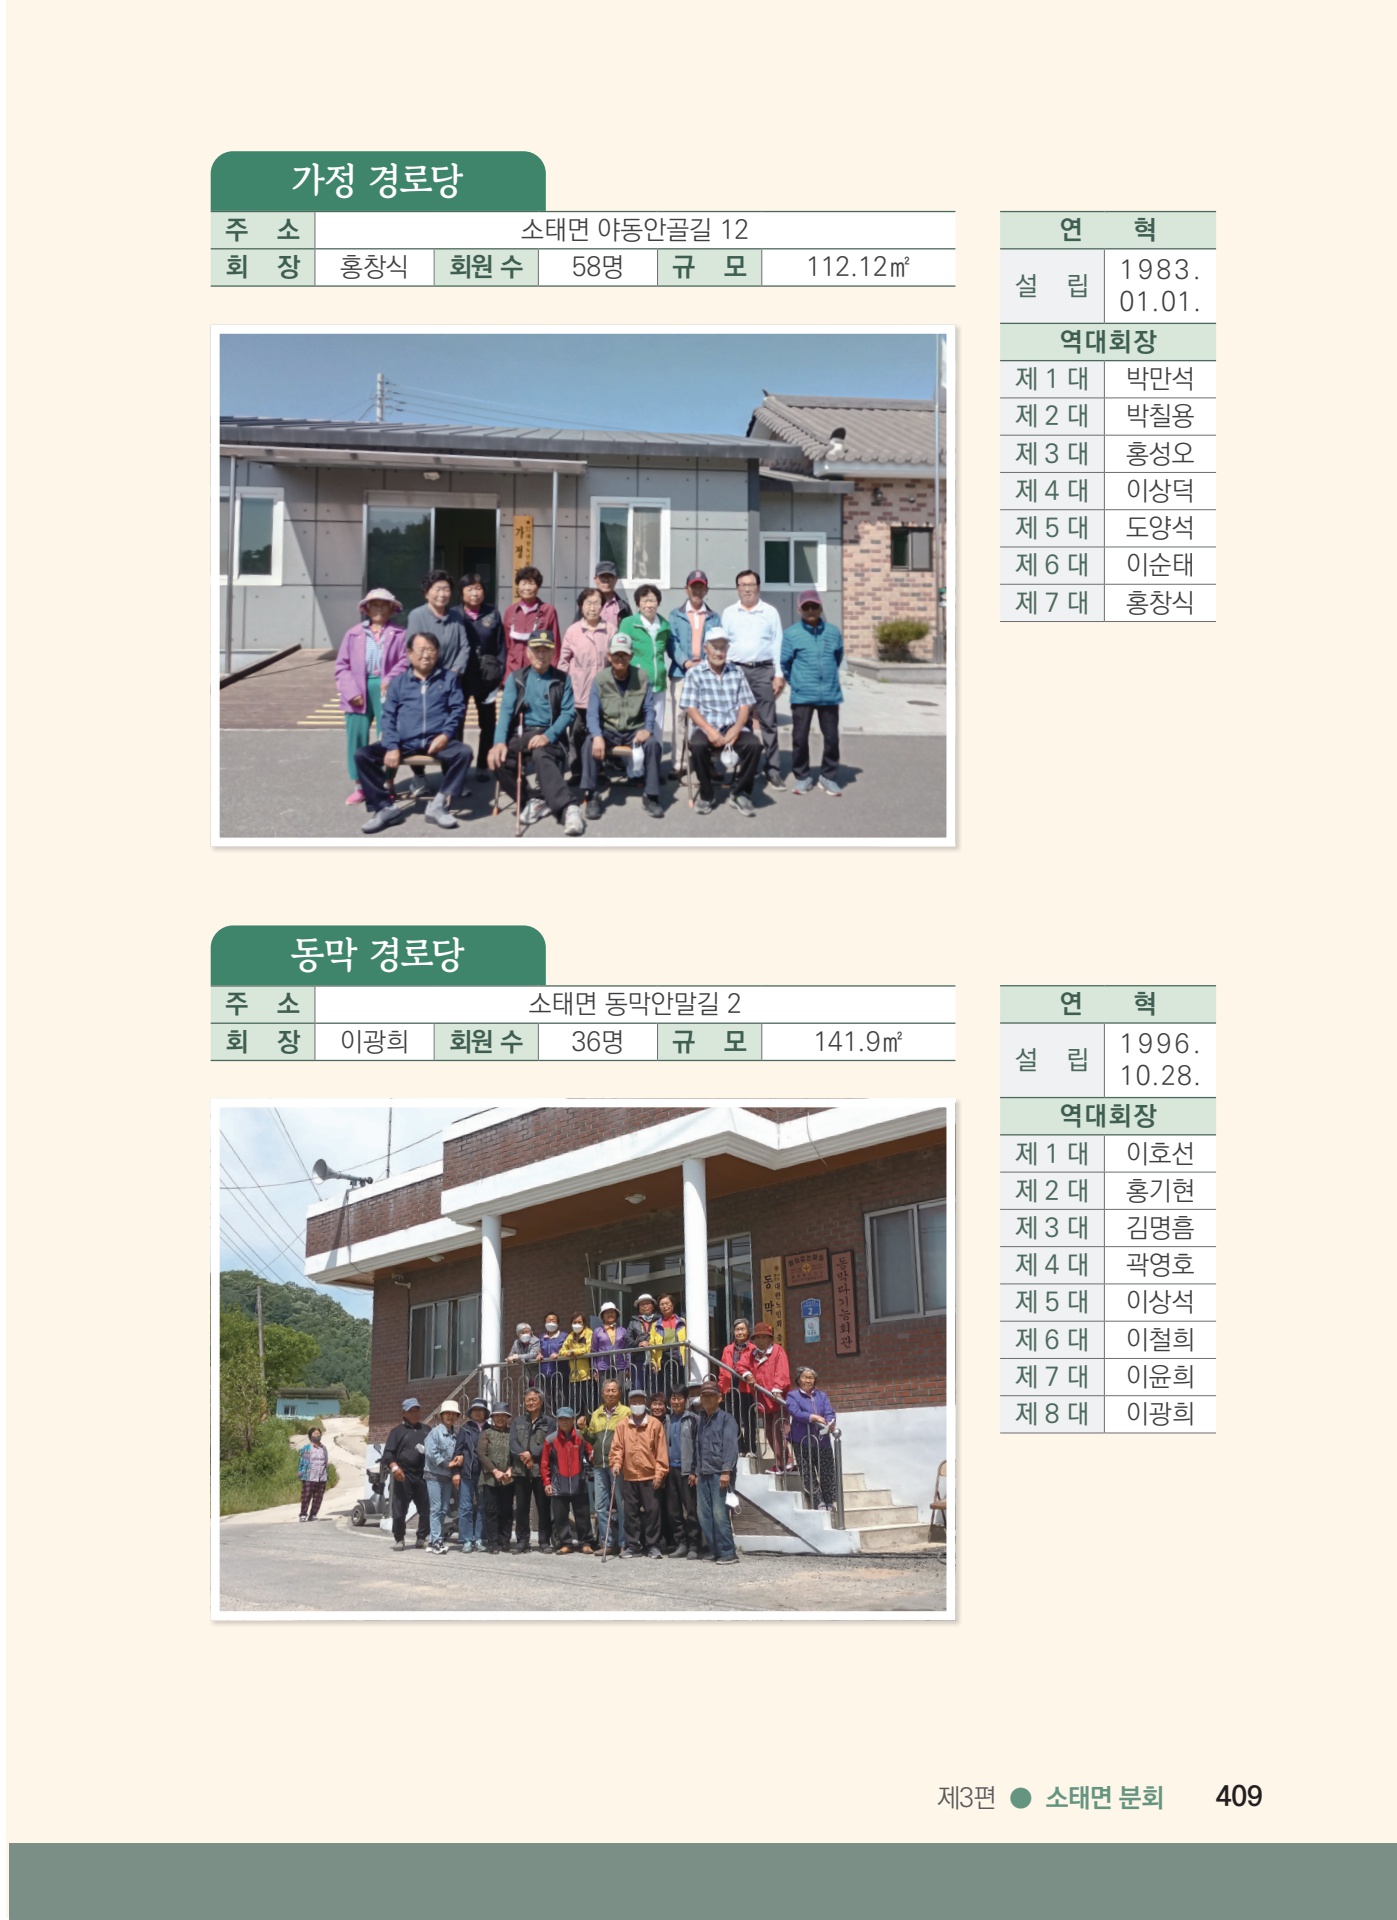 가정 경로당
주 소 소태면 야동안골길 12
회 장 홍창식 회원 수 58명 규 모 112.12㎡
연 혁
설 립 1983.
01.01.
역대회장
제 1 대 박만석
제 2 대 박칠용
제 3 대 홍성오
제 4 대 이상덕
제 5 대 도양석
제 6 대 이순태
제 7 대 홍창식
가정
동막 경로당
주 소 소태면 동막안말길 2
회 장 이광희 회원 수 36명 규 모 141.9㎡
연 혁
설 립 1996.
10.28.
역대회장
제 1 대 이호선
제 2 대 홍기현
제 3 대 김명흠
제 4 대 곽영호
제 5 대 이상석
제 6 대 이철희
제 7 대 이윤희
제 8 대 이광희
대한노인회
동막
2
동막다기능회관
제3편 ● 소태면 분회 409